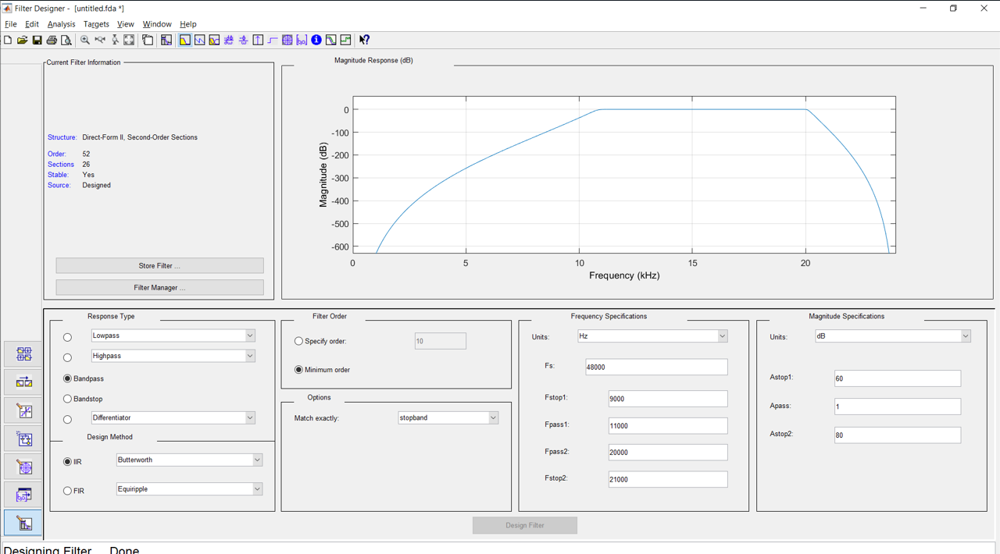 Filter Designer - [untitled.fda *]
File Edit Analysis Targets View Window Help
Current Filter Information
Structure: Direct-Form II, Second-Order Sections
Order: 52
Sections 26
Stable: Yes
Source: Designed
Store Filter ...
Filter Manager ...
Magnitude Response (dB)
Magnitude (dB)
0
-100
-200
-300
-400
-500
-600
0 5 10 15 20
Frequency (kHz)
Response Type
Lowpass
Highpass
Bandpass
Bandstop
Differentiator
Design Method
IIR Butterworth
FIR Equiripple
Filter Order
Specify order: 10
Minimum order
Options
Match exactly: stopband
Frequency Specifications
Units: Hz
Fs: 48000
Fstop1: 9000
Fpass1: 11000
Fpass2: 20000
Fstop2: 21000
Magnitude Specifications
Units: dB
Astop1: 60
Apass: 1
Astop2: 80
Design Filter
Designing Filter ... Done